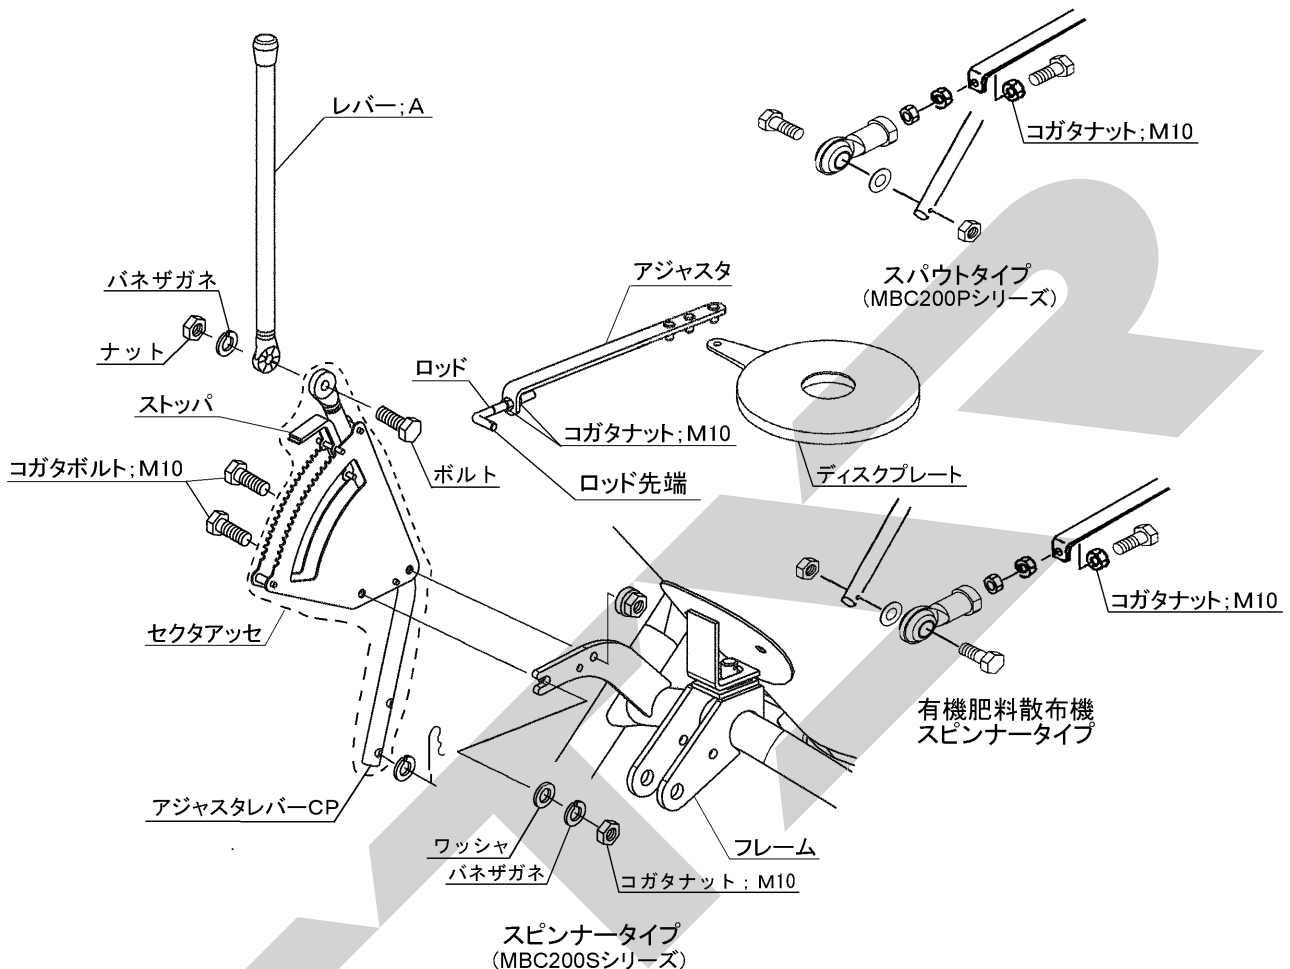 レバー;A
コガタナット;M10
スパウトタイプ
(MBC200Pシリーズ)
バネザガネ
アジャスタ
ナット
ロッド
ストッパ
コガタナット;M10
コガタボルト;M10
ボルト
ロッド先端
ディスクプレート
コガタナット;M10
セクタアッセ
有機肥料散布機
スピンナータイプ
アジャスタレバーCP
ワッシャ
フレーム
バネザガネ
コガタナット;M10
スピンナータイプ
(MBC200Sシリーズ)